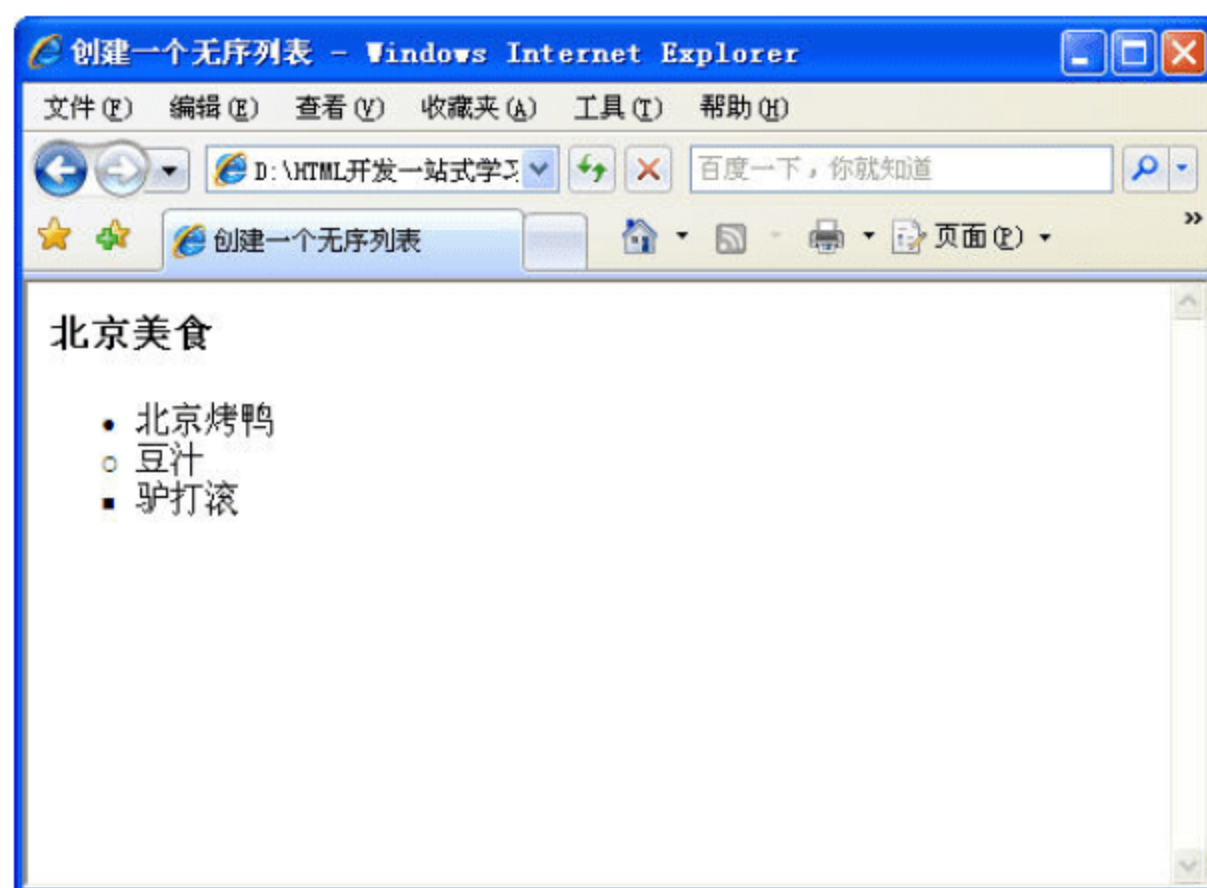 创建一个无序列表 - Windows Internet Explorer
文件(F) 编辑(E) 查看(V) 收藏夹(A) 工具(T) 帮助(H)
D:\HTML开发一站式学习 百度一下，你就知道
创建一个无序列表 页面(P)
北京美食
北京烤鸭
豆汁
驴打滚